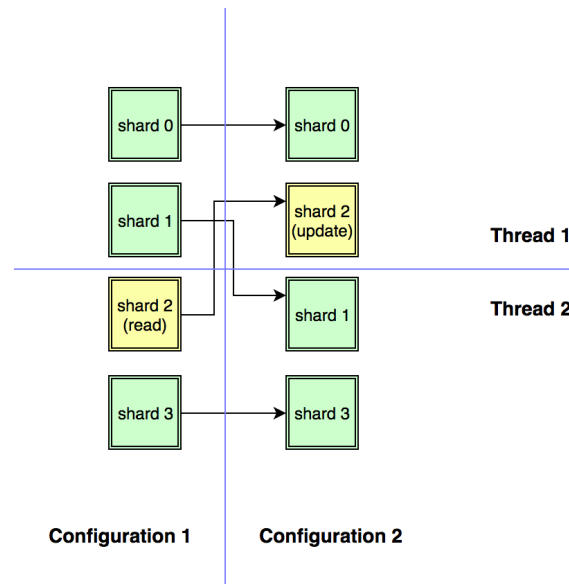 shard 0
shard 0
shard 1
shard 2
(update)
Thread 1
shard 2
(read)
shard 1
Thread 2
shard 3
shard 3
Configuration 1
Configuration 2